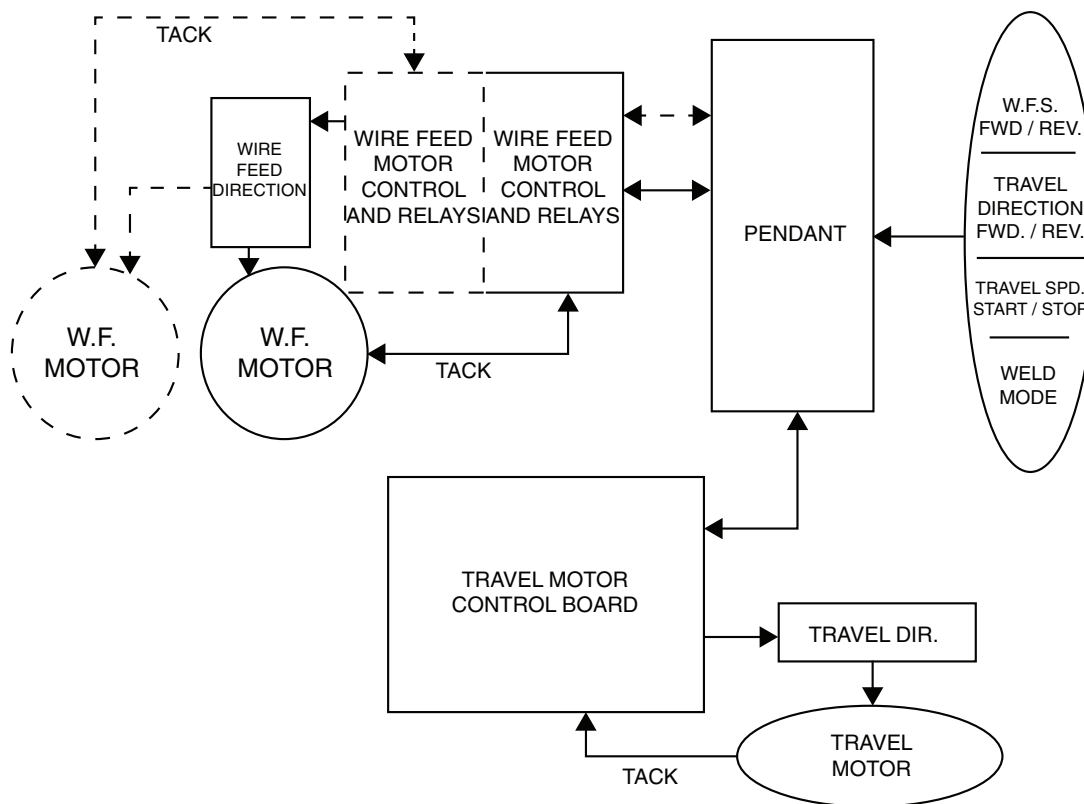 TACK
WIRE
FEED
DIRECTION
WIRE FEED
MOTOR
CONTROL
AND RELAYS
WIRE FEED
MOTOR
CONTROL
AND RELAYS
PENDANT
W.F.S.
FWD / REV.
TRAVEL
DIRECTION
FWD. / REV.
TRAVEL SPD.
START / STOP
WELD
MODE
W.F.
MOTOR
W.F.
MOTOR
TACK
TRAVEL MOTOR
CONTROL BOARD
TRAVEL DIR.
TRAVEL
MOTOR
TACK